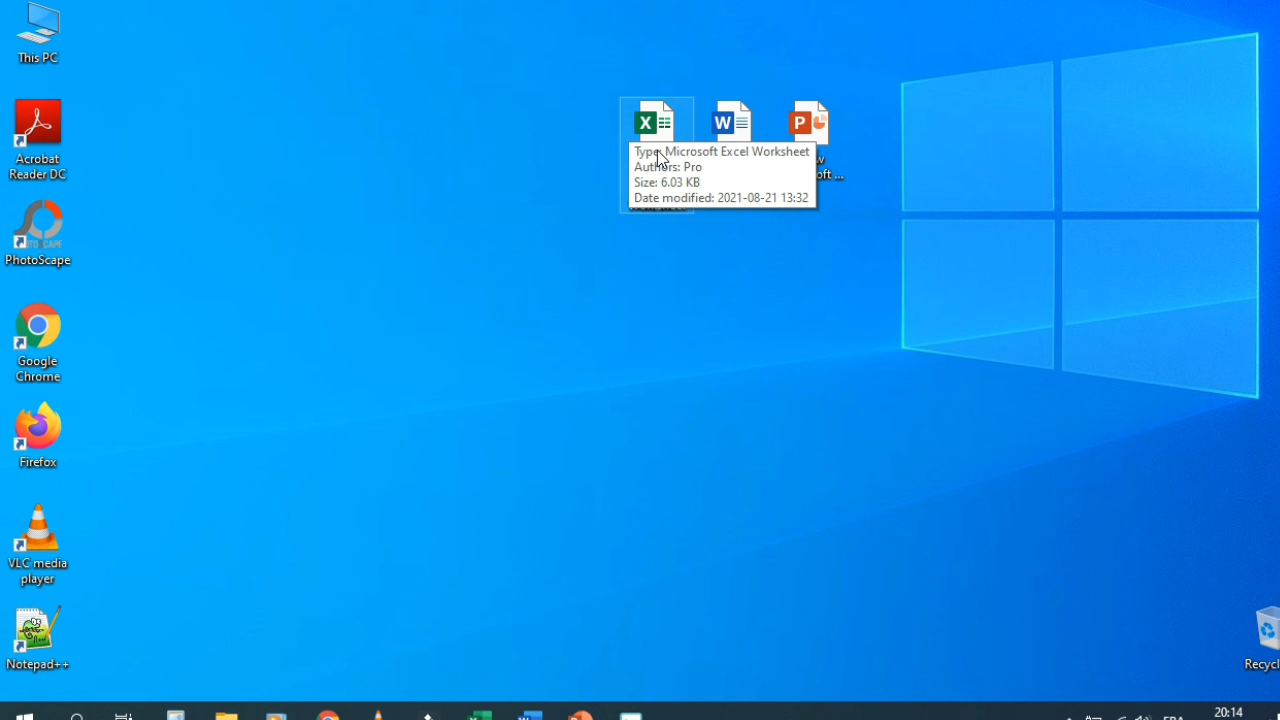 This PC
Acrobat
Reader DC
PhotoScape
Google
Chrome
Firefox
VLC media
player
Notepad++
X
W
P
Type: Microsoft Excel Worksheet
Authors: Pro
Size: 6.03 KB
Date modified: 2021-08-21 13:32
oft ...
Recycl
20:14